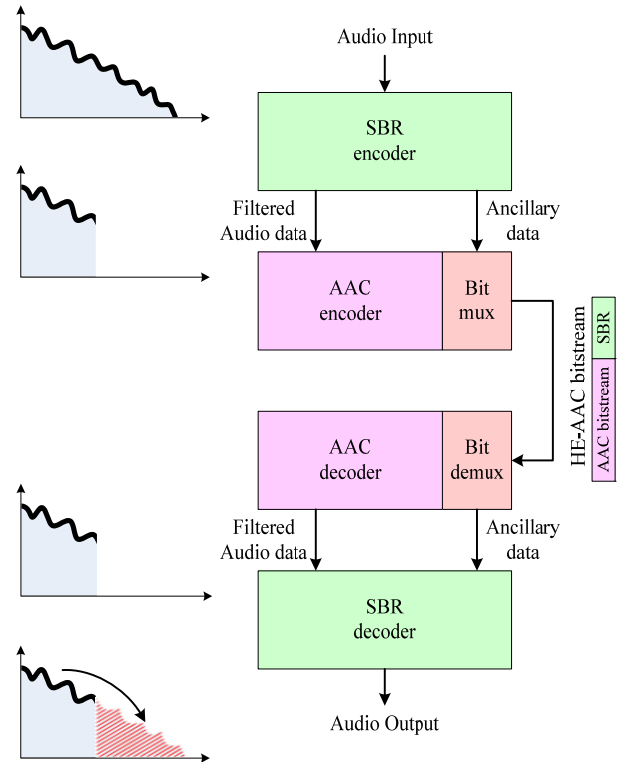 Audio Input
SBR
encoder
Filtered
Audio data
Ancillary
data
AAC
encoder
Bit
mux
HE-AAC bitstream
AAC bitstream
SBR
AAC
decoder
Bit
demux
Filtered
Audio data
Ancillary
data
SBR
decoder
Audio Output